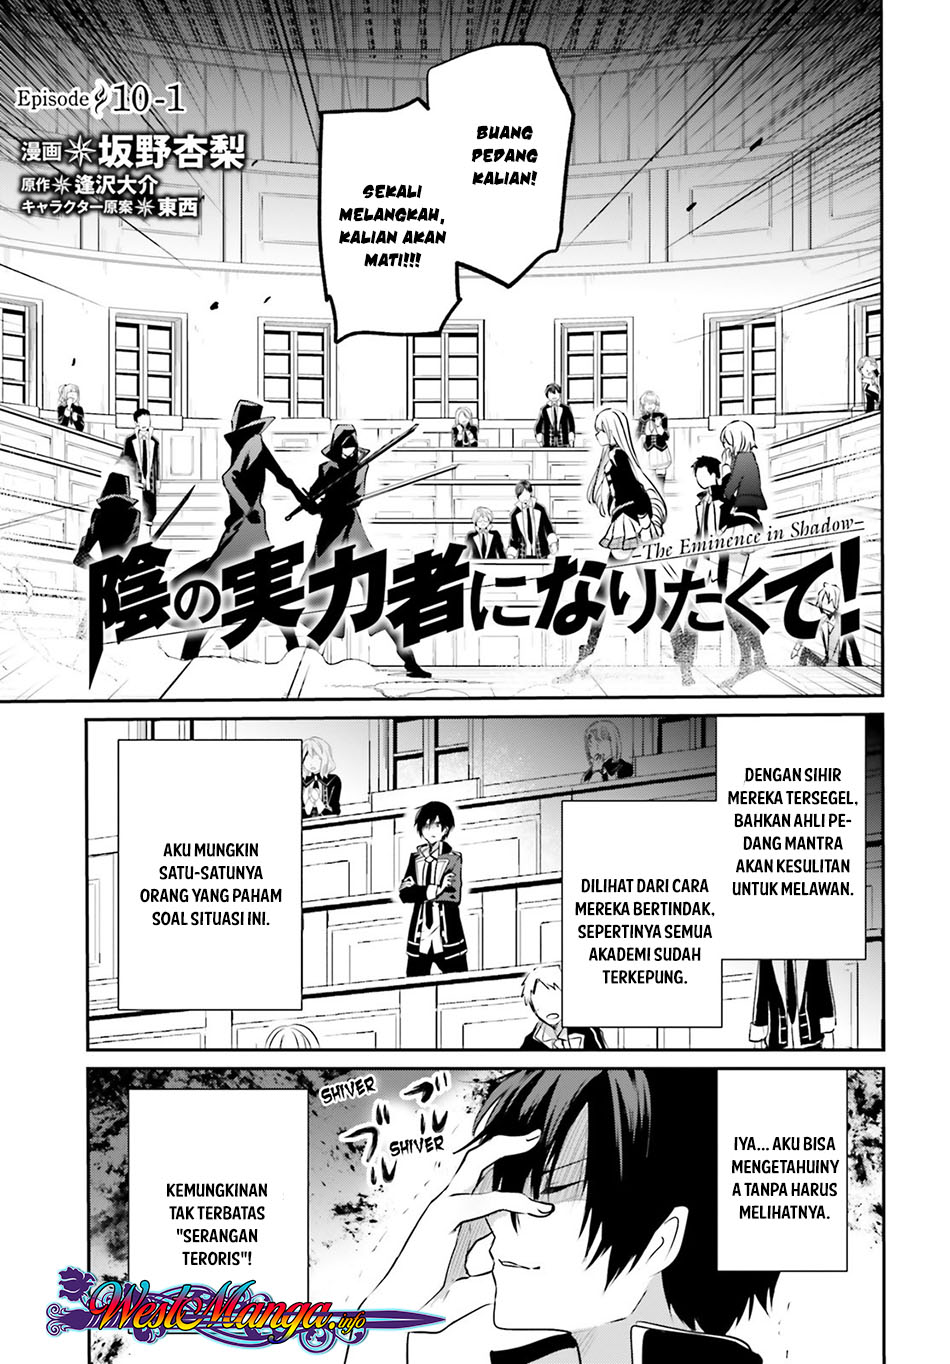 Episode 10-1
漫画 坂野杏梨
原作 逢沢大介
キャラクター原案 東西
BUANG
PEDANG
KALIAN!
SEKALI
MELANGKAH,
KALIAN AKAN
MATI!!!
-The Eminence in Shadow-
陰の実力者になりたくて!
DENGAN SIHIR
MEREKA TERSEGEL,
BAHKAN AHLI PE-
DANG MANTRA
AKAN KESULITAN
UNTUK MELAWAN.
DILIHAT DARI CARA
MEREKA BERTINDAK,
SEPERTINYA SEMUA
AKADEMI SUDAH
TERKEPUNG.
AKU MUNGKIN
SATU-SATUNYA
ORANG YANG PAHAM
SOAL SITUASI INI.
IYA... AKU BISA
MENGETAHUINY
A TANPA HARUS
MELIHATNYA.
SHIVER
SHIVER
ブルッ
ブルッ
KEMUNGKINAN
TAK TERBATAS
"SERANGAN
TERORIS"!
WestManga.info